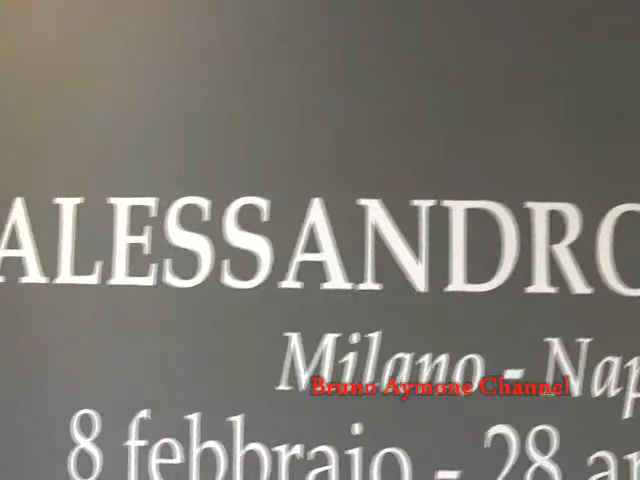 ALESSANDRO
Milano - Nap
Bruno Aymone Channel
8 febbraio - 28 a